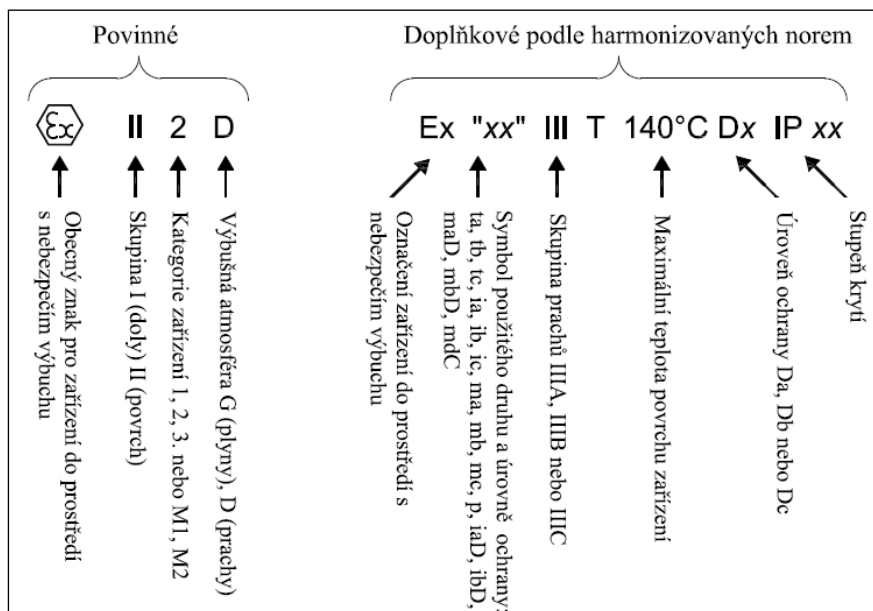 Povinné
Doplňkové podle harmonizovaných norem
Ex II 2 D
Ex "xx" III T 140°C Dx IP xx
Obecný znak pro zařízení do prostředí
s nebezpečím výbuchu
Skupina I (doly) II (povrch)
Kategorie zařízení 1, 2, 3. nebo M1, M2
Výbušná atmosféra G (plyny), D (prachy)
Označení zařízení do prostředí s
nebezpečím výbuchu
Symbol použitého druhu a úrovně ochrany:
ta, tb, tc, ia, ib, ic, ma, mb, mc, p, iaD, ibD,
maD, mbD, mdC
Skupina prachů IIIA, IIIB nebo IIIC
Maximální teplota povrchu zařízení
Úroveň ochrany Da, Db nebo Dc
Stupeň krytí